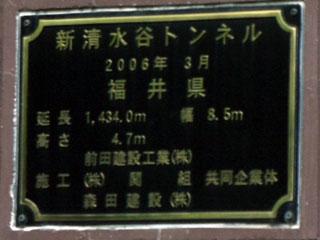 新清水谷トンネル
2006年 3月
福井県
延長 1,434.0m 幅 8.5m
高さ 4.7m
前田建設工業(株)
施工 (株) 関 組 共同企業体
森田建設(株)